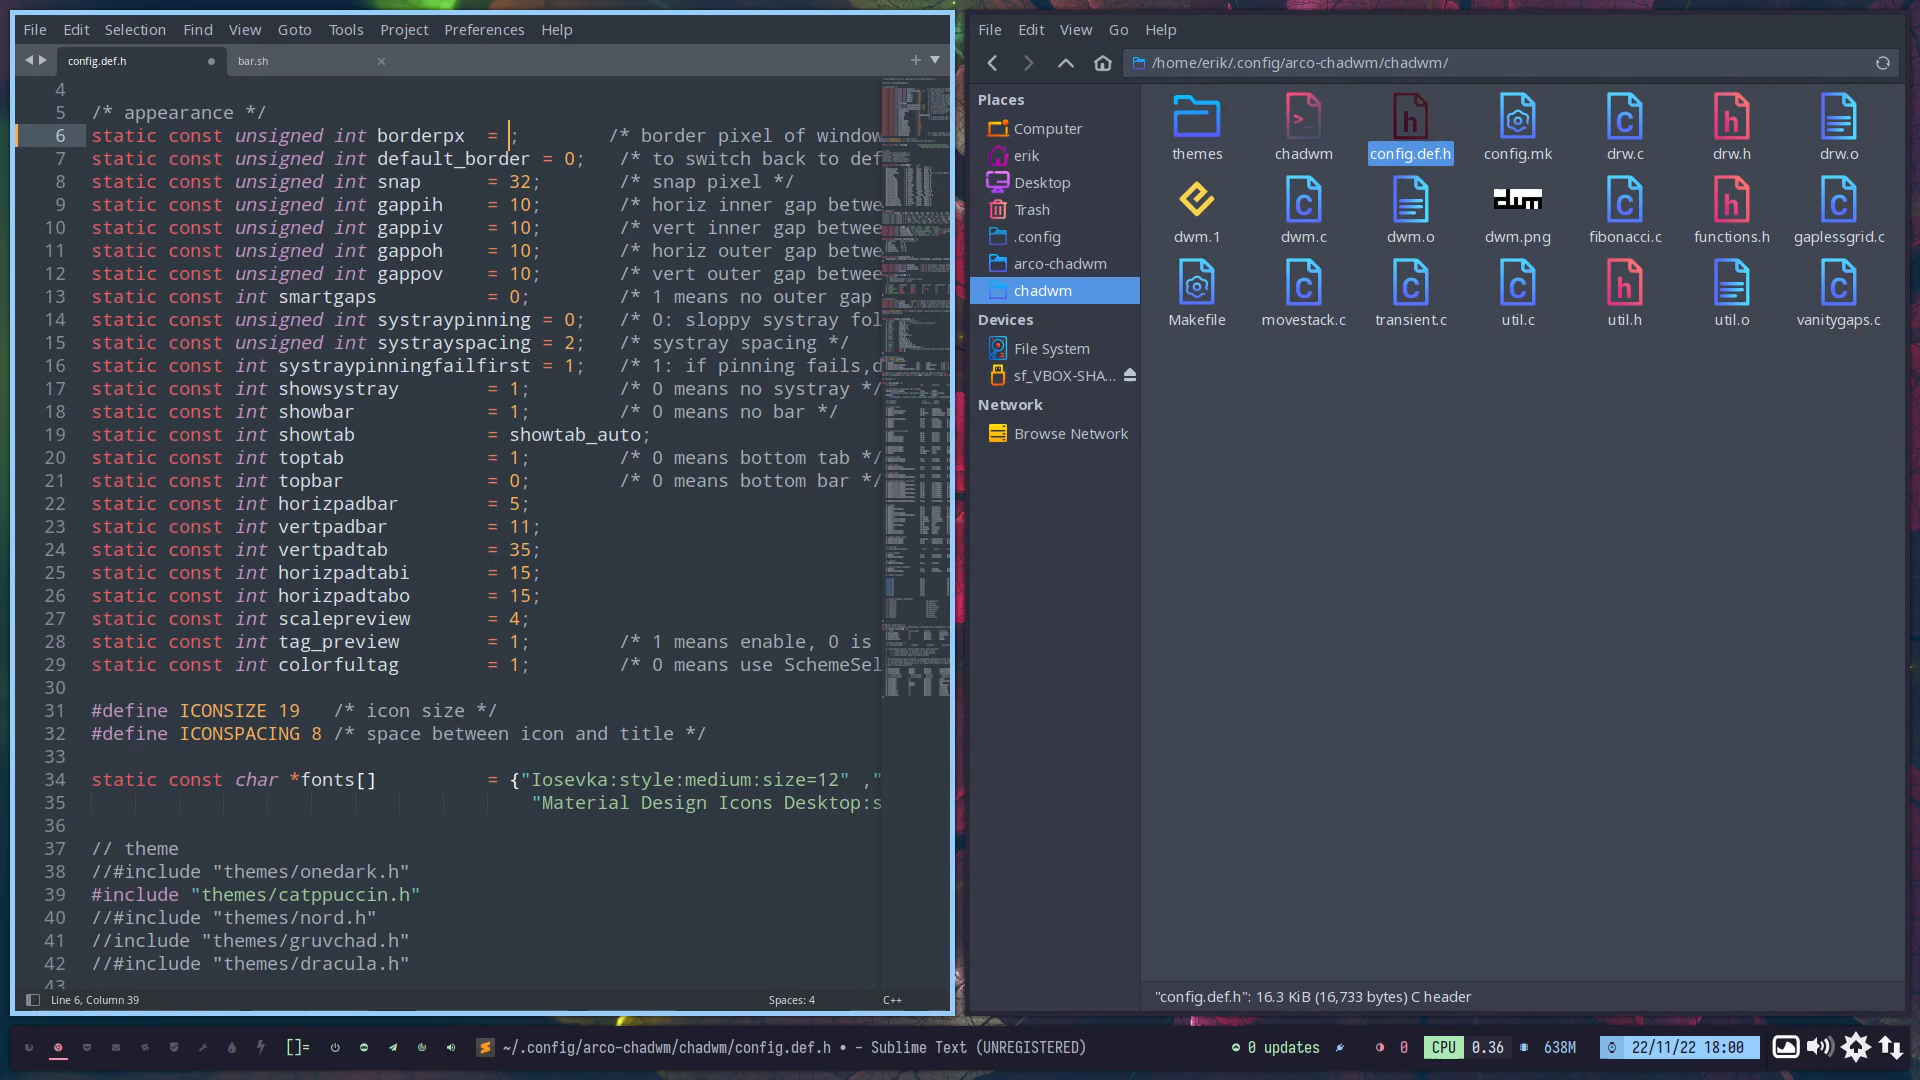 File Edit Selection Find View Goto Tools Project Preferences Help
config.def.h
bar.sh
4
5 /* appearance */
6 static const unsigned int borderpx = ; /* border pixel of window
7 static const unsigned int default_border = 0; /* to switch back to def
8 static const unsigned int snap = 32; /* snap pixel */
9 static const unsigned int gappih = 10; /* horiz inner gap betwe
10 static const unsigned int gappiv = 10; /* vert inner gap between
11 static const unsigned int gappoh = 10; /* horiz outer gap betwe
12 static const unsigned int gappov = 10; /* vert outer gap between
13 static const int smartgaps = 0; /* 1 means no outer gap
14 static const unsigned int systraypinning = 0; /* 0: sloppy systray fol
15 static const unsigned int systrayspacing = 2; /* systray spacing */
16 static const int systraypinningfailfirst = 1; /* 1: if pinning fails,d
17 static const int showsystray = 1; /* 0 means no systray */
18 static const int showbar = 1; /* 0 means no bar */
19 static const int showtab = showtab_auto;
20 static const int toptab = 1; /* 0 means bottom tab */
21 static const int topbar = 0; /* 0 means bottom bar */
22 static const int horizpadbar = 5;
23 static const int vertpadbar = 11;
24 static const int vertpadtab = 35;
25 static const int horizpadtabi = 15;
26 static const int horizpadtabo = 15;
27 static const int scalepreview = 4;
28 static const int tag_preview = 1; /* 1 means enable, 0 is
29 static const int colorfultag = 1; /* 0 means use SchemeSel
30
31 #define ICONSIZE 19 /* icon size */
32 #define ICONSPACING 8 /* space between icon and title */
33
34 static const char *fonts[] = {"Iosevka:style:medium:size=12" ,"
35 "Material Design Icons Desktop:s
36
37 // theme
38 //#include "themes/onedark.h"
39 #include "themes/catppuccin.h"
40 //#include "themes/nord.h"
41 //include "themes/gruvchad.h"
42 //#include "themes/dracula.h"
43
Line 6, Column 39 Spaces: 4 C++
File Edit View Go Help
/home/erik/.config/arco-chadwm/chadwm/
Places
Computer
erik
Desktop
Trash
.config
arco-chadwm
chadwm
Devices
File System
sf_VBOX-SHA...
Network
Browse Network
themes chadwm config.def.h config.mk drw.c drw.h drw.o
dwm
dwm.1 dwm.c dwm.o dwm.png fibonacci.c functions.h gaplessgrid.c
Makefile movestack.c transient.c util.c util.h util.o vanitygaps.c
"config.def.h": 16.3 KiB (16,733 bytes) C header
[]= ~/.config/arco-chadwm/chadwm/config.def.h • - Sublime Text (UNREGISTERED) 0 updates 0 CPU 0.36 638M 22/11/22 18:00